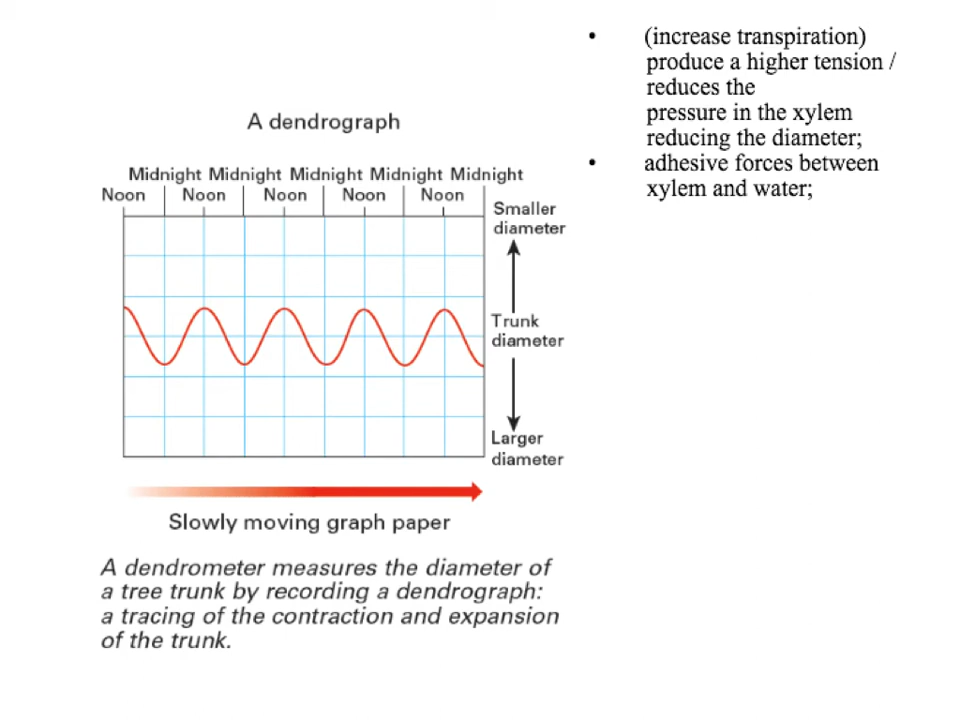 • (increase transpiration)
produce a higher tension /
reduces the
pressure in the xylem
reducing the diameter;
• adhesive forces between
xylem and water;
A dendrograph
Midnight Midnight Midnight Midnight Midnight
Noon Noon Noon Noon Noon
Smaller
diameter
Trunk
diameter
Larger
diameter
Slowly moving graph paper
A dendrometer measures the diameter of
a tree trunk by recording a dendrograph:
a tracing of the contraction and expansion
of the trunk.